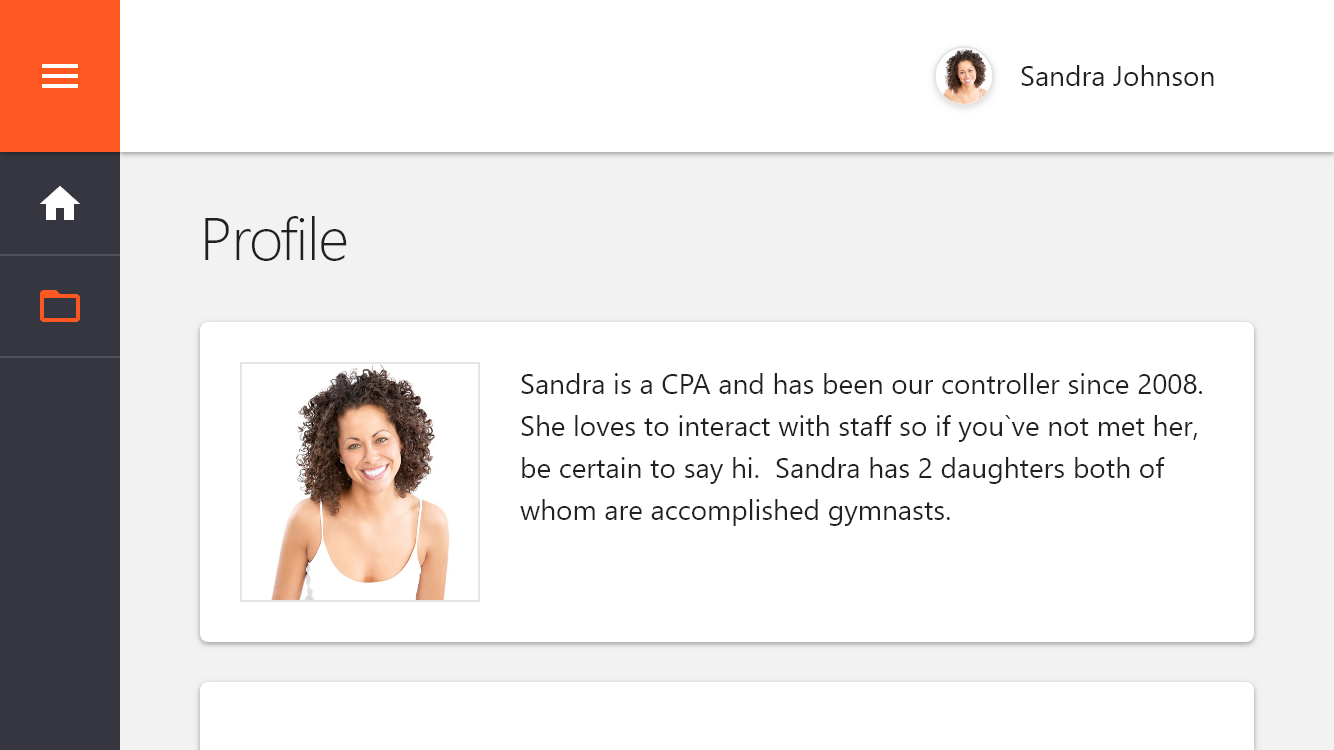 Sandra Johnson
Profile
Sandra is a CPA and has been our controller since 2008.
She loves to interact with staff so if you`ve not met her,
be certain to say hi.  Sandra has 2 daughters both of
whom are accomplished gymnasts.